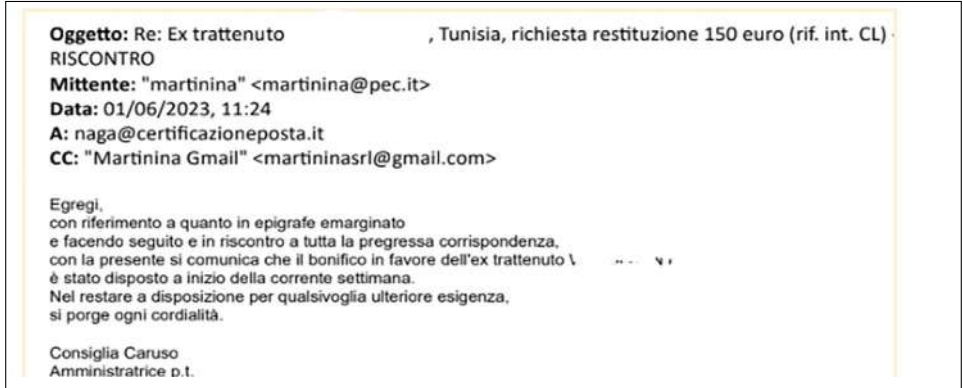 Oggetto: Re: Ex trattenuto , Tunisia, richiesta restituzione 150 euro (rif. int. CL) -
RISCONTRO
Mittente: "martinina" <martinina@pec.it>
Data: 01/06/2023, 11:24
A: naga@certificazioneposta.it
CC: "Martinina Gmail" <martininasrl@gmail.com>
Egregi,
con riferimento a quanto in epigrafe emarginato
e facendo seguito e in riscontro a tutta la pregressa corrispondenza,
con la presente si comunica che il bonifico in favore dell'ex trattenuto
è stato disposto a inizio della corrente settimana.
Nel restare a disposizione per qualsivoglia ulteriore esigenza,
si porge ogni cordialità.
Consiglia Caruso
Amministratrice p.t.